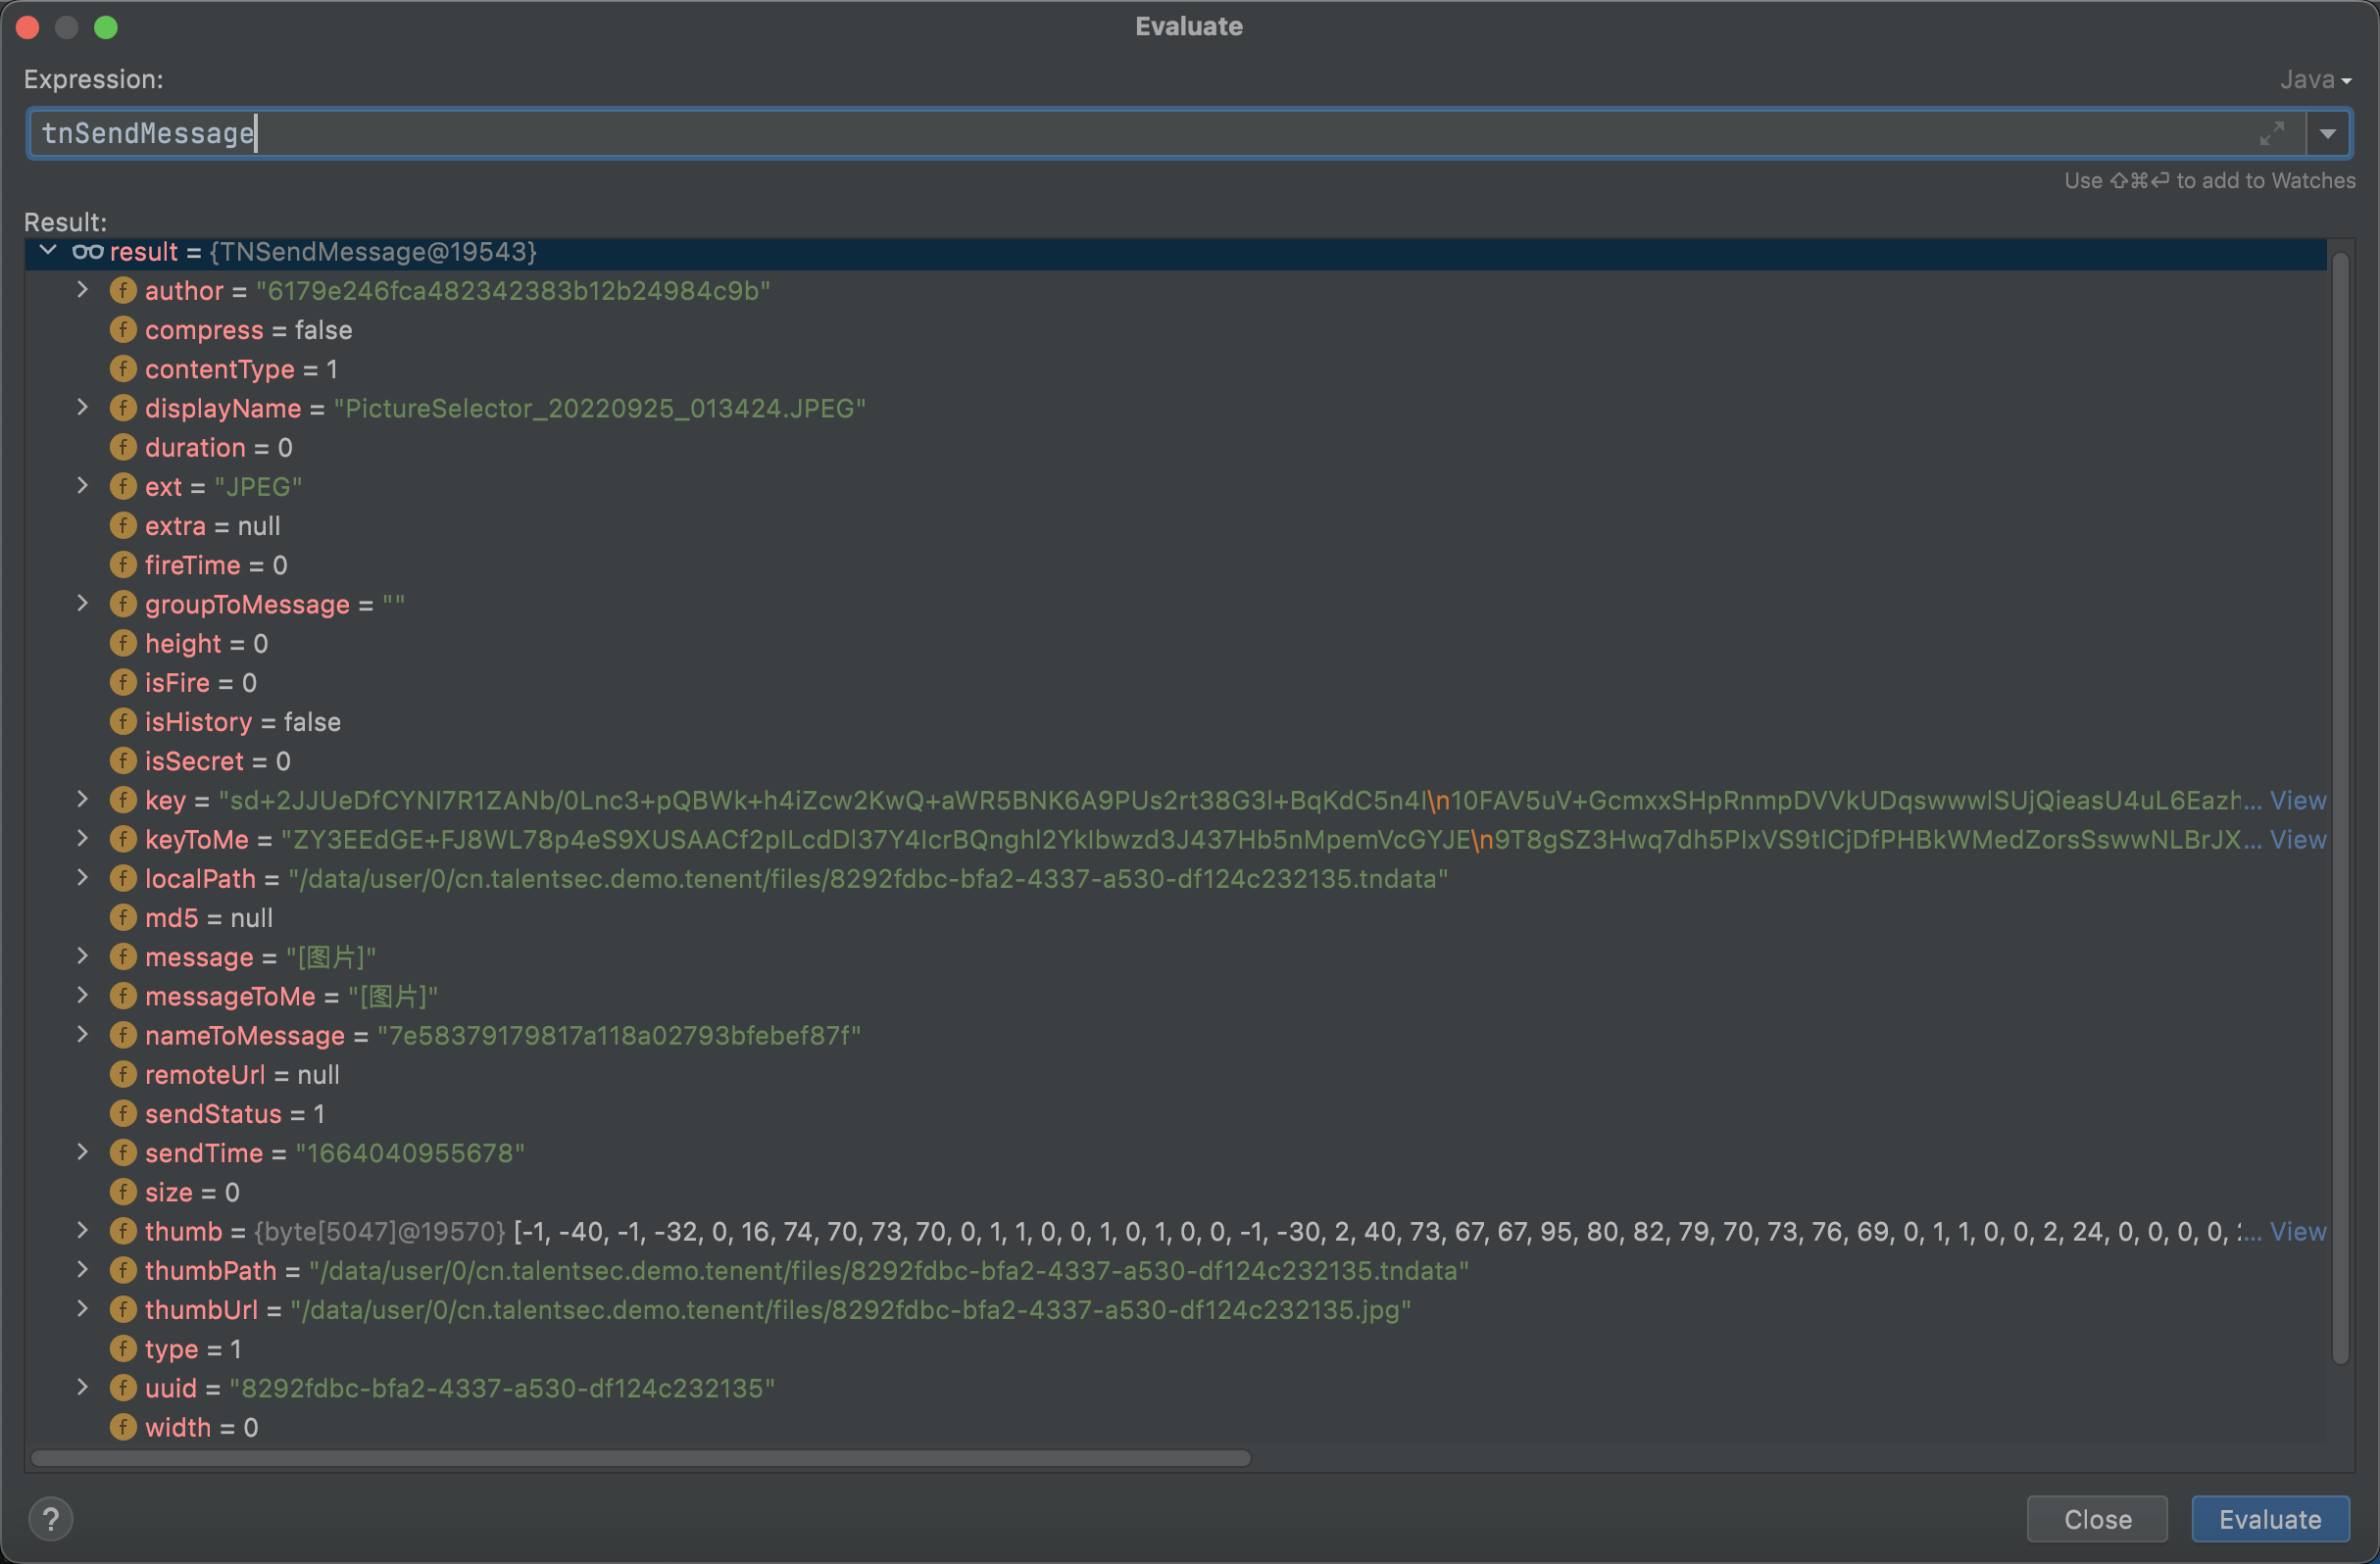 Evaluate
Expression:
Java
tnSendMessage
Use ⇧⌘↩ to add to Watches
Result:
result = {TNSendMessage@19543}
author = "6179e246fca482342383b12b24984c9b"
compress = false
contentType = 1
displayName = "PictureSelector_20220925_013424.JPEG"
duration = 0
ext = "JPEG"
extra = null
fireTime = 0
groupToMessage = ""
height = 0
isFire = 0
isHistory = false
isSecret = 0
key = "sd+2JJUeDfCYNI7R1ZANb/0Lnc3+pQBWk+h4iZcw2KwQ+aWR5BNK6A9PUs2rt38G3l+BqKdC5n4I\n10FAV5uV+GcmxxSHpRnmpDVVkUDqswwwlSUjQieasU4uL6Eazh... View
keyToMe = "ZY3EEdGE+FJ8WL78p4eS9XUSAACf2pILcdDl37Y4IcrBQnghI2YkIbwzd3J437Hb5nMpemVcGYJE\n9T8gSZ3Hwq7dh5PIxVS9tlCjDfPHBkWMedZorsSswwNLBrJX... View
localPath = "/data/user/0/cn.talentsec.demo.tenent/files/8292fdbc-bfa2-4337-a530-df124c232135.tndata"
md5 = null
message = "[图片]"
messageToMe = "[图片]"
nameToMessage = "7e58379179817a118a02793bfebef87f"
remoteUrl = null
sendStatus = 1
sendTime = "1664040955678"
size = 0
thumb = {byte[5047]@19570} [-1, -40, -1, -32, 0, 16, 74, 70, 73, 70, 0, 1, 1, 0, 0, 1, 0, 1, 0, 0, -1, -30, 2, 40, 73, 67, 67, 95, 80, 82, 79, 70, 73, 76, 69, 0, 1, 1, 0, 0, 2, 24, 0, 0, 0, 0, ... View
thumbPath = "/data/user/0/cn.talentsec.demo.tenent/files/8292fdbc-bfa2-4337-a530-df124c232135.tndata"
thumbUrl = "/data/user/0/cn.talentsec.demo.tenent/files/8292fdbc-bfa2-4337-a530-df124c232135.jpg"
type = 1
uuid = "8292fdbc-bfa2-4337-a530-df124c232135"
width = 0
? Close Evaluate